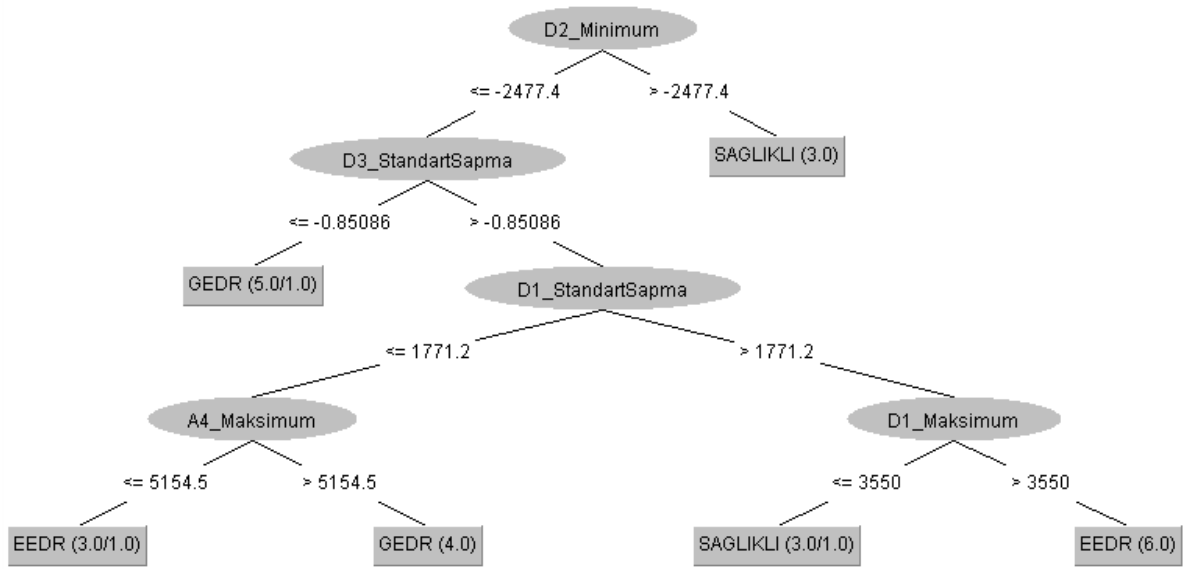 D2_Minimum
<= -2477.4
> -2477.4
D3_StandartSapma
SAGLIKLI (3.0)
<= -0.85086
> -0.85086
GEDR (5.0/1.0)
D1_StandartSapma
<= 1771.2
> 1771.2
A4_Maksimum
D1_Maksimum
<= 5154.5
> 5154.5
<= 3550
> 3550
EEDR (3.0/1.0)
GEDR (4.0)
SAGLIKLI (3.0/1.0)
EEDR (6.0)